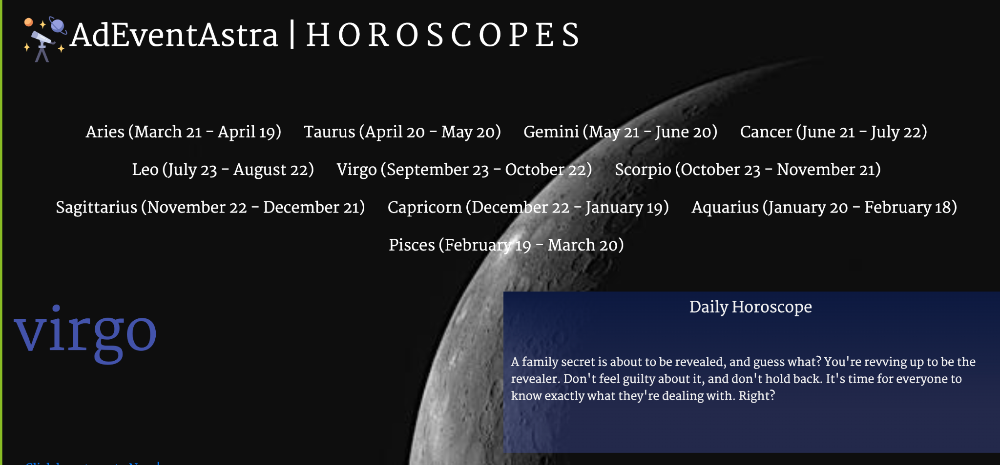 AdEventAstra | HOROSCOPES
Aries (March 21 - April 19) Taurus (April 20 - May 20) Gemini (May 21 - June 20) Cancer (June 21 - July 22)
Leo (July 23 - August 22) Virgo (September 23 - October 22) Scorpio (October 23 - November 21)
Sagittarius (November 22 - December 21) Capricorn (December 22 - January 19) Aquarius (January 20 - February 18)
Pisces (February 19 - March 20)
virgo
Daily Horoscope
A family secret is about to be revealed, and guess what? You're revving up to be the
revealer. Don't feel guilty about it, and don't hold back. It's time for everyone to
know exactly what they're dealing with. Right?